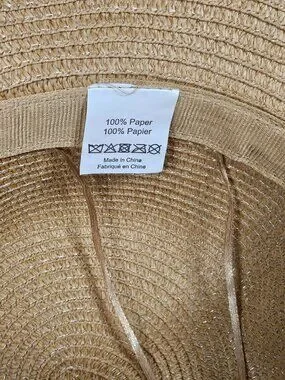 100% Paper
100% Papier
Made in China
Fabriqué en Chine